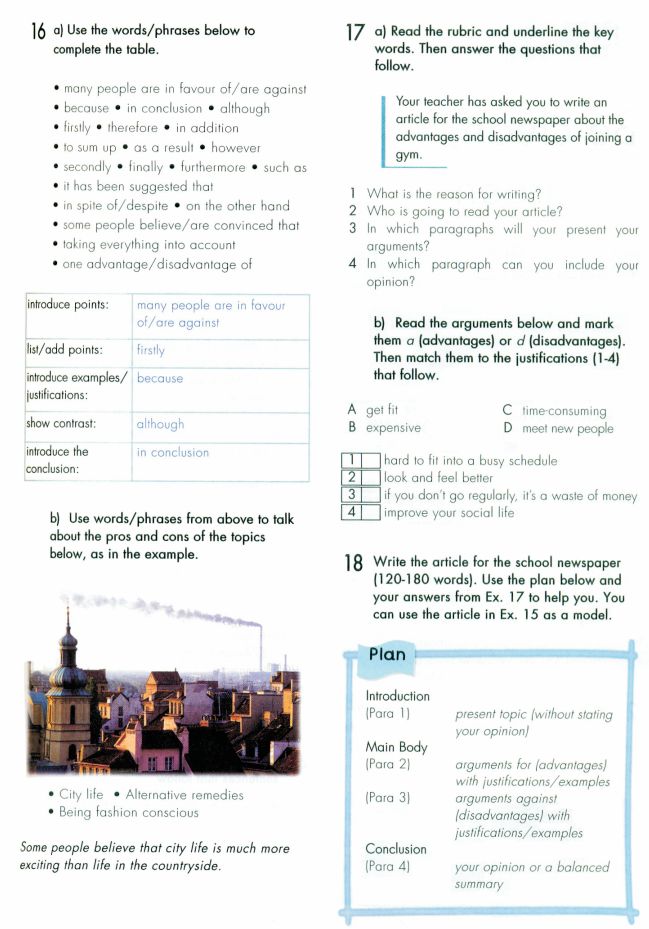 16 a) Use the words/phrases below to
complete the table.
• many people are in favour of/are against
• because • in conclusion • although
• firstly • therefore • in addition
• to sum up • as a result • however
• secondly • finally • furthermore • such as
• it has been suggested that
• in spite of/despite • on the other hand
• some people believe/are convinced that
• taking everything into account
• one advantage/disadvantage of
introduce points: many people are in favour
of/are against
list/add points: firstly
introduce examples/ because
justifications:
show contrast: although
introduce the in conclusion
conclusion:
b) Use words/phrases from above to talk
about the pros and cons of the topics
below, as in the example.
• City life • Alternative remedies
• Being fashion conscious
Some people believe that city life is much more
exciting than life in the countryside.
17 a) Read the rubric and underline the key
words. Then answer the questions that
follow.
Your teacher has asked you to write an
article for the school newspaper about the
advantages and disadvantages of joining a
gym.
1 What is the reason for writing?
2 Who is going to read your article?
3 In which paragraphs will your present your
arguments?
4 In which paragraph can you include your
opinion?
b) Read the arguments below and mark
them a (advantages) or d (disadvantages).
Then match them to the justifications (1-4)
that follow.
A get fit C time-consuming
B expensive D meet new people
1 hard to fit into a busy schedule
2 look and feel better
3 if you don't go regularly, it's a waste of money
4 improve your social life
18 Write the article for the school newspaper
(120-180 words). Use the plan below and
your answers from Ex. 17 to help you. You
can use the article in Ex. 15 as a model.
Plan
Introduction
(Para 1) present topic (without stating
your opinion)
Main Body
(Para 2) arguments for (advantages)
with justifications/examples
(Para 3) arguments against
(disadvantages) with
justifications/examples
Conclusion
(Para 4) your opinion or a balanced
summary